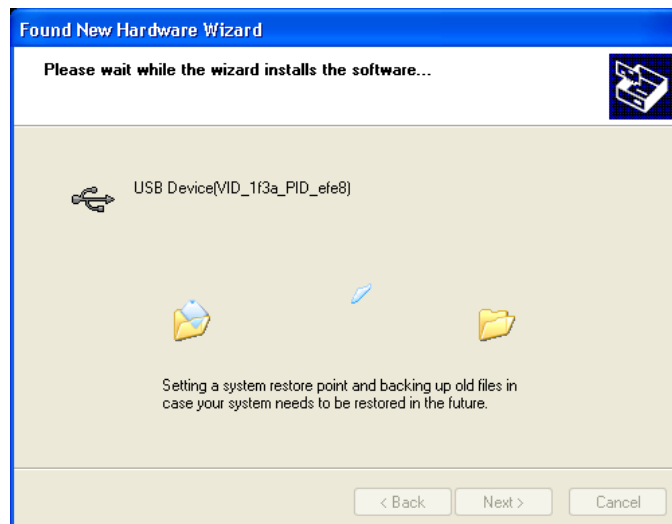 Found New Hardware Wizard
Please wait while the wizard installs the software...
USB Device(VID_1f3a_PID_efe8)
Setting a system restore point and backing up old files in
case your system needs to be restored in the future.
< Back Next > Cancel